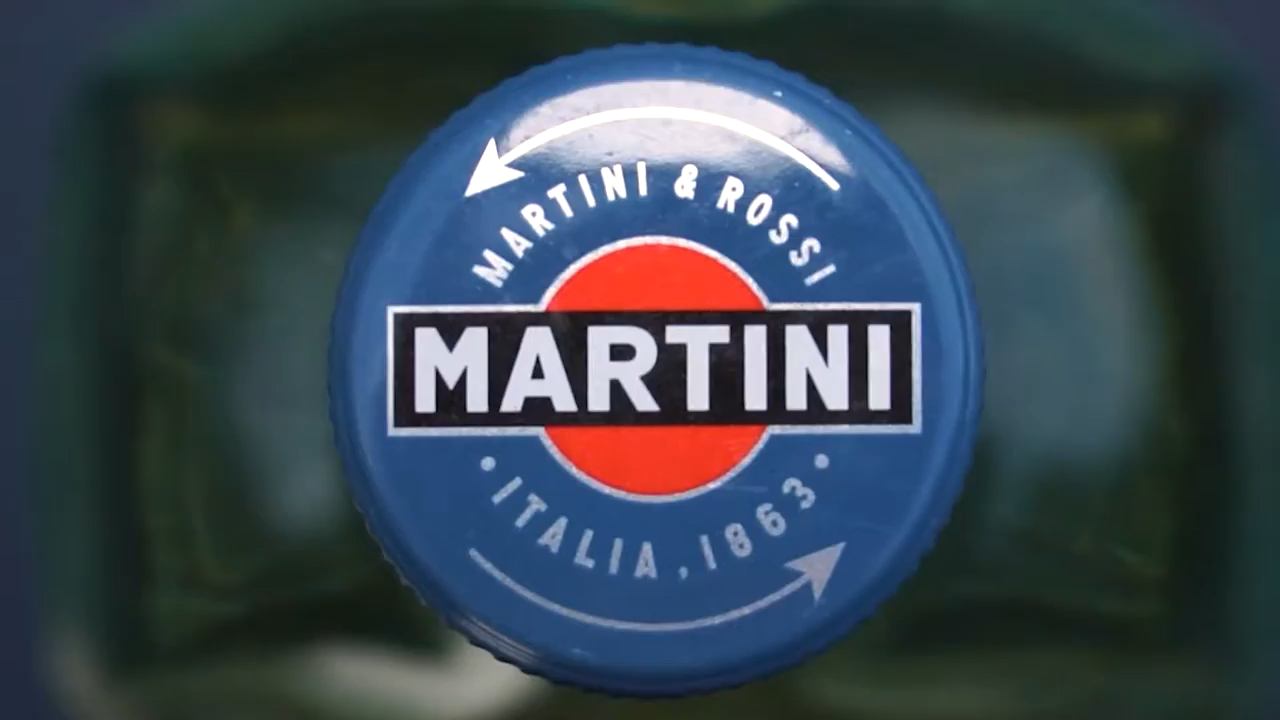 MARTINI & ROSSI
MARTINI
• ITALIA, 1863 •